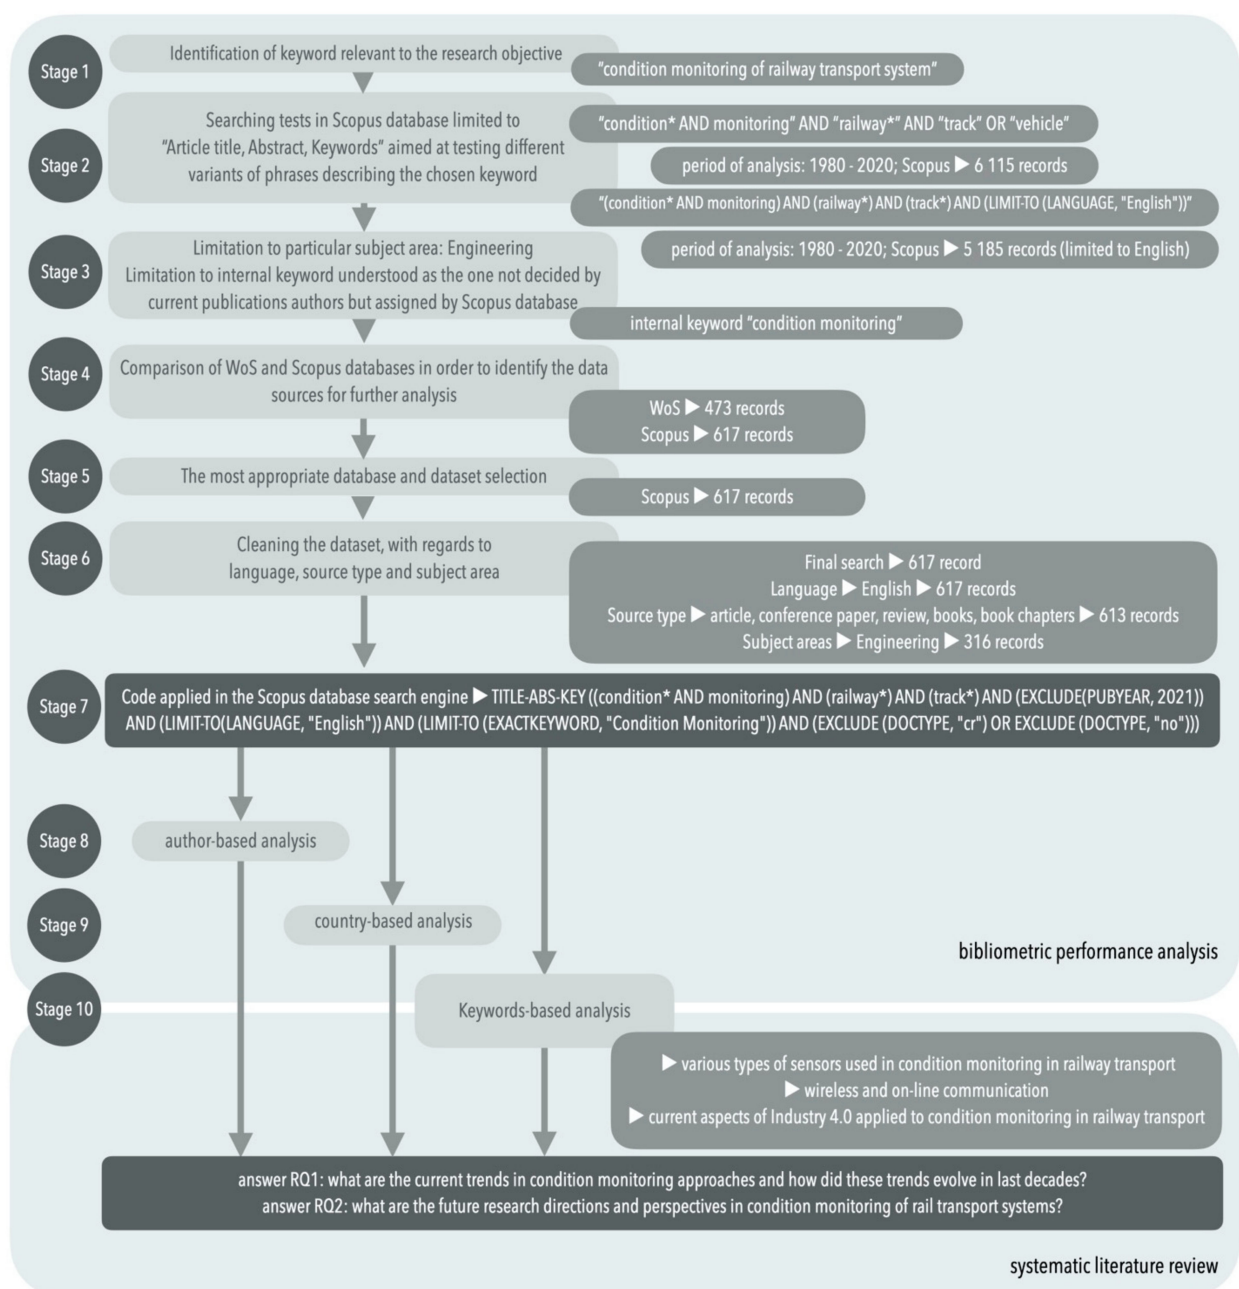 Stage 1
Identification of keyword relevant to the research objective
"condition monitoring of railway transport system"
Stage 2
Searching tests in Scopus database limited to
"Article title, Abstract, Keywords" aimed at testing different
variants of phrases describing the chosen keyword
"condition* AND monitoring" AND "railway*" AND "track" OR "vehicle"
period of analysis: 1980 - 2020; Scopus ▶ 6 115 records
"(condition* AND monitoring) AND (railway*) AND (track*) AND (LIMIT-TO (LANGUAGE, "English"))"
Stage 3
Limitation to particular subject area: Engineering
Limitation to internal keyword understood as the one not decided by
current publications authors but assigned by Scopus database
period of analysis: 1980 - 2020; Scopus ▶ 5 185 records (limited to English)
internal keyword "condition monitoring"
Stage 4
Comparison of WoS and Scopus databases in order to identify the data
sources for further analysis
WoS ▶ 473 records
Scopus ▶ 617 records
Stage 5
The most appropriate database and dataset selection
Scopus ▶ 617 records
Stage 6
Cleaning the dataset, with regards to
language, source type and subject area
Final search ▶ 617 record
Language ▶ English ▶ 617 records
Source type ▶ article, conference paper, review, books, book chapters ▶ 613 records
Subject areas ▶ Engineering ▶ 316 records
Stage 7
Code applied in the Scopus database search engine ▶ TITLE-ABS-KEY ((condition* AND monitoring) AND (railway*) AND (track*) AND (EXCLUDE(PUBYEAR, 2021))
AND (LIMIT-TO(LANGUAGE, "English")) AND (LIMIT-TO (EXACTKEYWORD, "Condition Monitoring")) AND (EXCLUDE (DOCTYPE, "cr") OR EXCLUDE (DOCTYPE, "no")))
Stage 8
author-based analysis
Stage 9
country-based analysis
bibliometric performance analysis
Stage 10
Keywords-based analysis
▶ various types of sensors used in condition monitoring in railway transport
▶ wireless and on-line communication
▶ current aspects of Industry 4.0 applied to condition monitoring in railway transport
answer RQ1: what are the current trends in condition monitoring approaches and how did these trends evolve in last decades?
answer RQ2: what are the future research directions and perspectives in condition monitoring of rail transport systems?
systematic literature review